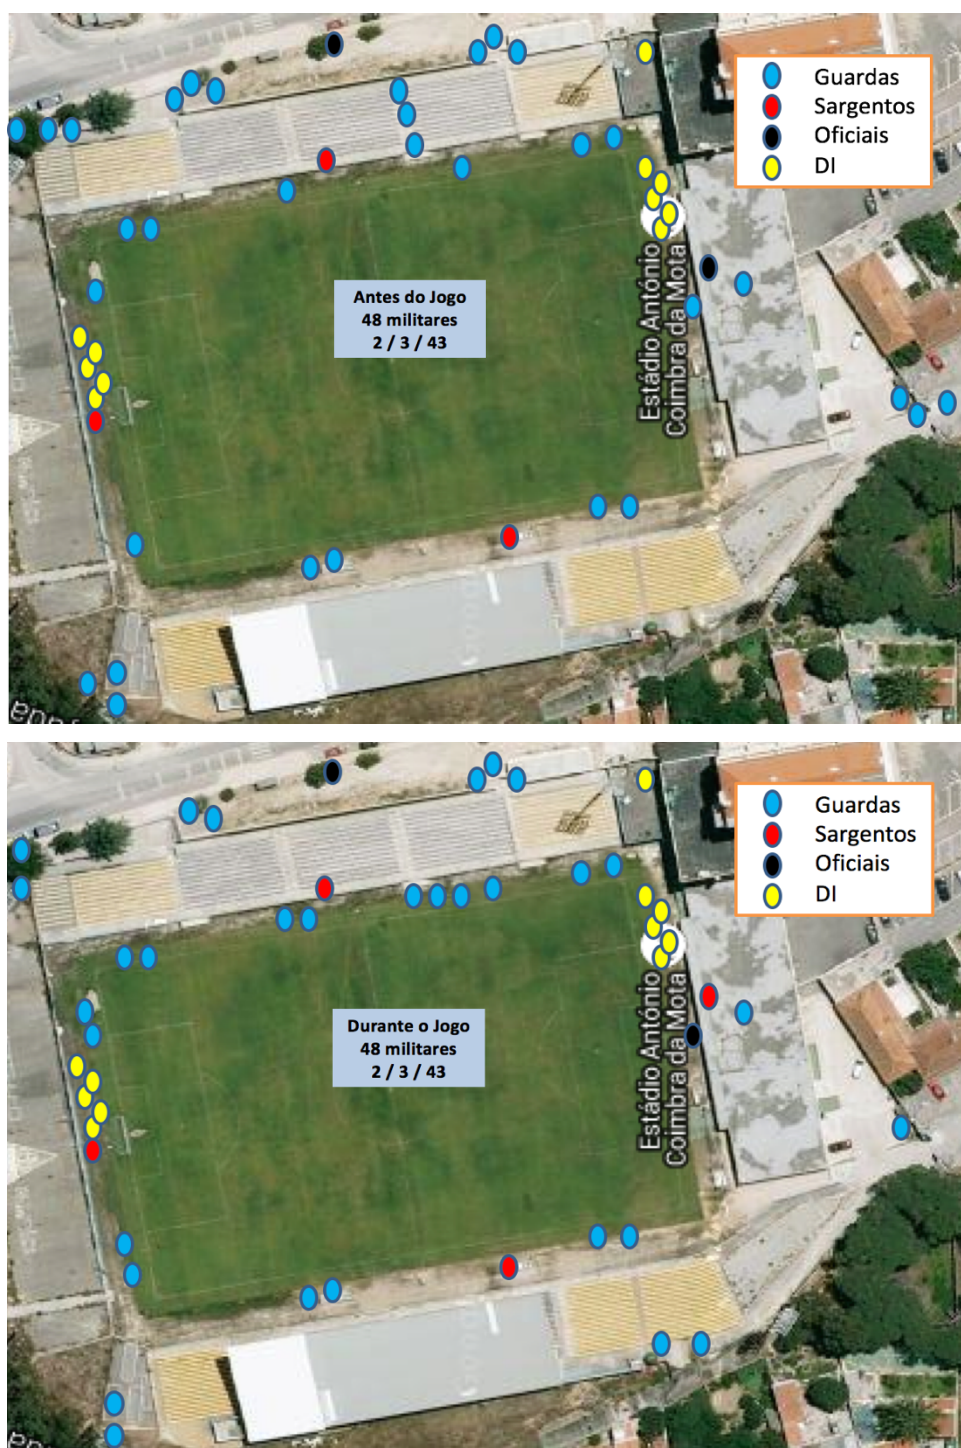 Guardas
Sargentos
Oficiais
DI
Antes do Jogo
48 militares
2 / 3 / 43
Estádio António
Coimbra da Mota
Guardas
Sargentos
Oficiais
DI
Durante o Jogo
48 militares
2 / 3 / 43
Estádio António
Coimbra da Mota